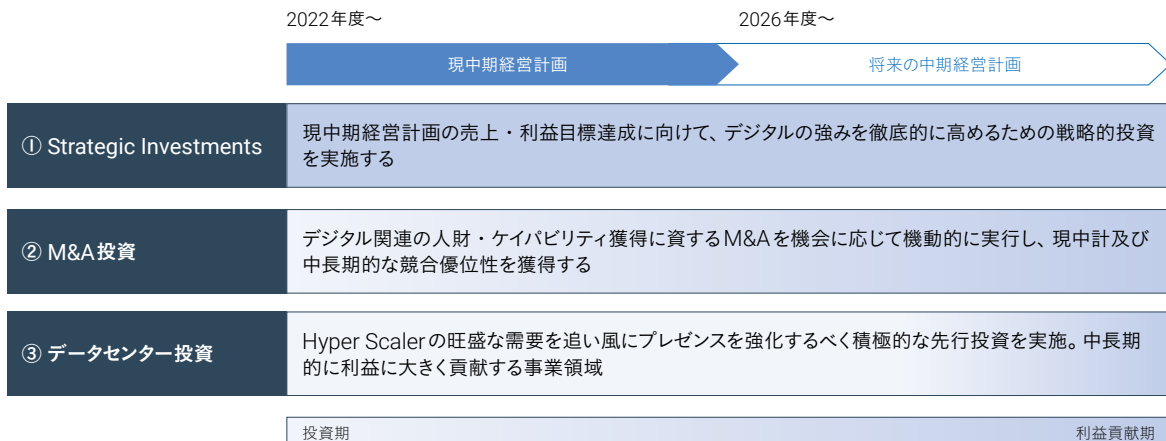 2022年度～
2026年度～
現中期経営計画
将来の中期経営計画
① Strategic Investments
現中期経営計画の売上・利益目標達成に向けて、デジタルの強みを徹底的に高めるための戦略的投資
を実施する
② M&A投資
デジタル関連の人財・ケイパビリティ獲得に資するM&Aを機会に応じて機動的に実行し、現中計及び
中長期的な競合優位性を獲得する
③ データセンター投資
Hyper Scalerの旺盛な需要を追い風にプレゼンスを強化するべく積極的な先行投資を実施。中長期
的に利益に大きく貢献する事業領域
投資期
利益貢献期